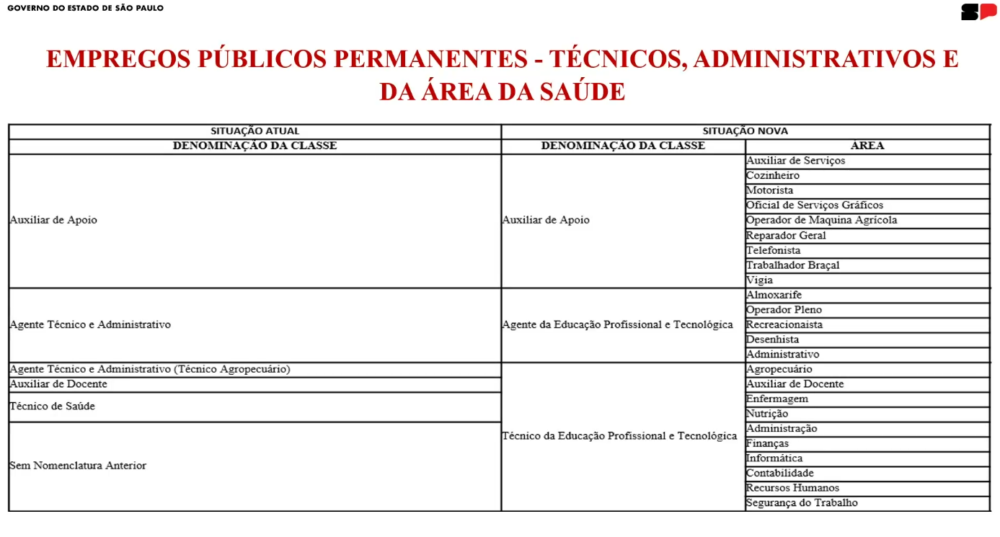 GOVERNO DO ESTADO DE SÃO PAULO
SP
EMPREGOS PÚBLICOS PERMANENTES - TÉCNICOS, ADMINISTRATIVOS E
DA ÁREA DA SAÚDE
SITUAÇÃO ATUAL
SITUAÇÃO NOVA
DENOMINAÇÃO DA CLASSE
DENOMINAÇÃO DA CLASSE
ÁREA
Auxiliar de Apoio
Auxiliar de Apoio
Auxiliar de Serviços
Cozinheiro
Motorista
Oficial de Serviços Gráficos
Operador de Maquina Agrícola
Reparador Geral
Telefonista
Trabalhador Braçal
Vigia
Agente Técnico e Administrativo
Agente da Educação Profissional e Tecnológica
Almoxarife
Operador Pleno
Recreacionaista
Desenhista
Administrativo
Agente Técnico e Administrativo (Técnico Agropecuário)
Auxiliar de Docente
Técnico de Saúde
Sem Nomenclatura Anterior
Técnico da Educação Profissional e Tecnológica
Agropecuário
Auxiliar de Docente
Enfermagem
Nutrição
Administração
Finanças
Informática
Contabilidade
Recursos Humanos
Segurança do Trabalho